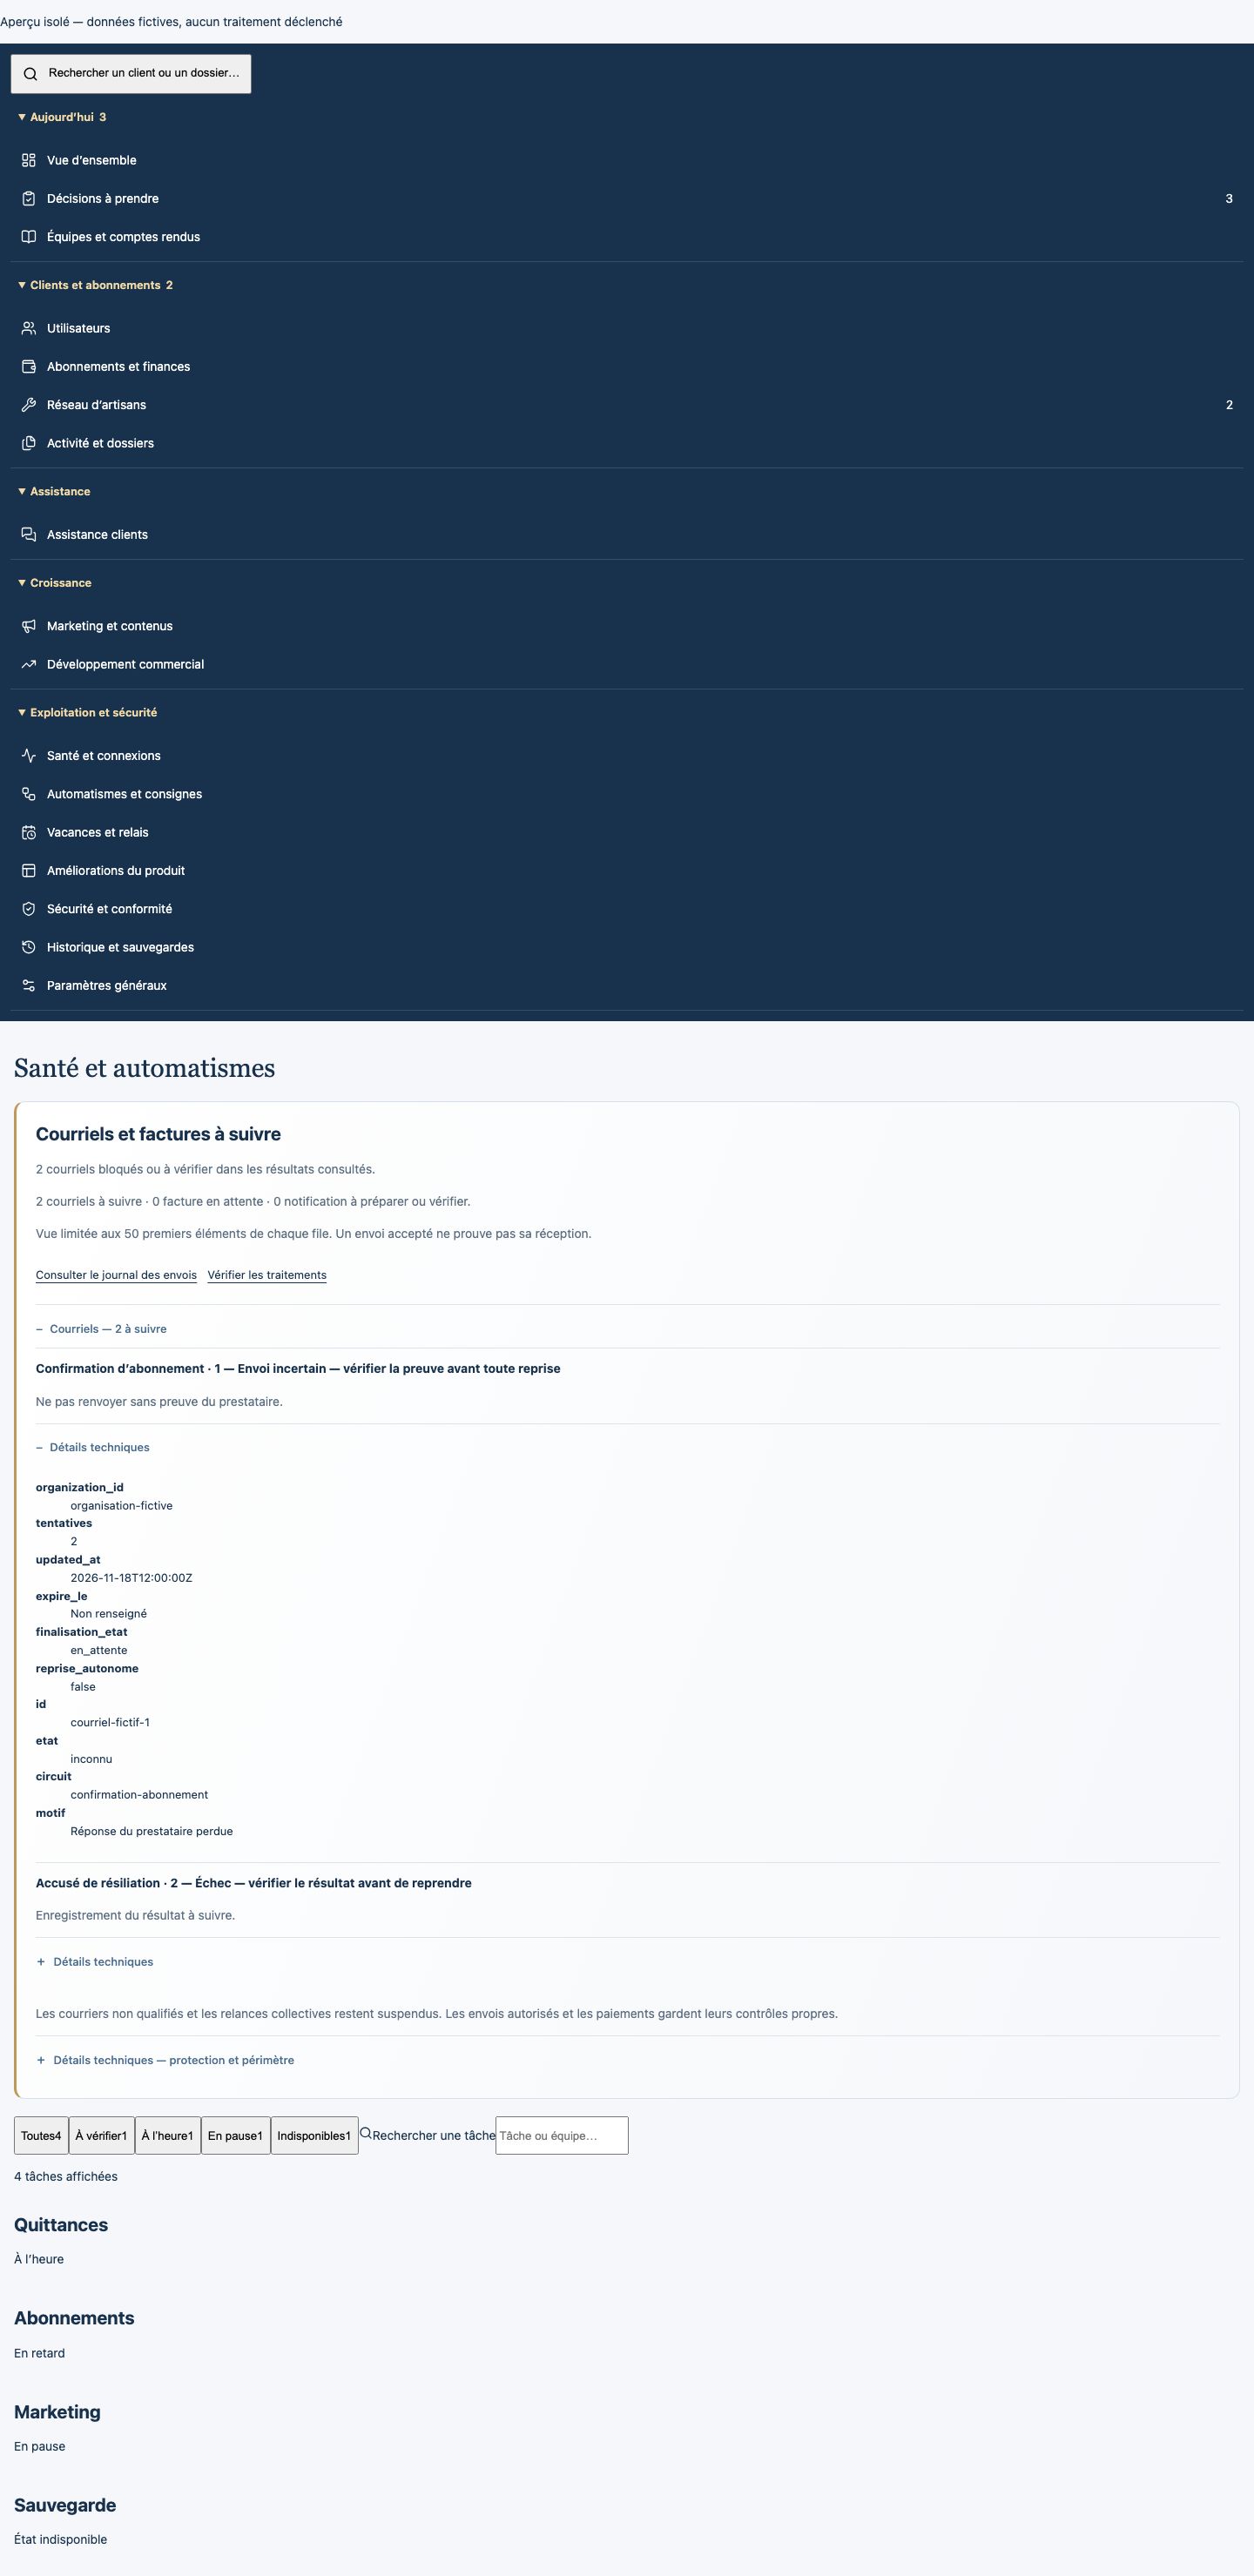 Aperçu isolé — données fictives, aucun traitement déclenché
Rechercher un client ou un dossier…
Aujourd’hui 3
Vue d’ensemble
Décisions à prendre 3
Équipes et comptes rendus
Clients et abonnements 2
Utilisateurs
Abonnements et finances
Réseau d’artisans 2
Activité et dossiers
Assistance
Assistance clients
Croissance
Marketing et contenus
Développement commercial
Exploitation et sécurité
Santé et connexions
Automatismes et consignes
Vacances et relais
Améliorations du produit
Sécurité et conformité
Historique et sauvegardes
Paramètres généraux
Santé et automatismes
Courriels et factures à suivre
2 courriels bloqués ou à vérifier dans les résultats consultés.
2 courriels à suivre · 0 facture en attente · 0 notification à préparer ou vérifier.
Vue limitée aux 50 premiers éléments de chaque file. Un envoi accepté ne prouve pas sa réception.
Consulter le journal des envois Vérifier les traitements
– Courriels — 2 à suivre
Confirmation d’abonnement · 1 — Envoi incertain — vérifier la preuve avant toute reprise
Ne pas renvoyer sans preuve du prestataire.
– Détails techniques
organization_id
organisation-fictive
tentatives
2
updated_at
2026-11-18T12:00:00Z
expire_le
Non renseigné
finalisation_etat
en_attente
reprise_autonome
false
id
courriel-fictif-1
etat
inconnu
circuit
confirmation-abonnement
motif
Réponse du prestataire perdue
Accusé de résiliation · 2 — Échec — vérifier le résultat avant de reprendre
Enregistrement du résultat à suivre.
+ Détails techniques
Les courriers non qualifiés et les relances collectives restent suspendus. Les envois autorisés et les paiements gardent leurs contrôles propres.
+ Détails techniques — protection et périmètre
Toutes4 À vérifier1 À l’heure1 En pause1 Indisponibles1 Rechercher une tâche Tâche ou équipe…
4 tâches affichées
Quittances
À l’heure
Abonnements
En retard
Marketing
En pause
Sauvegarde
État indisponible